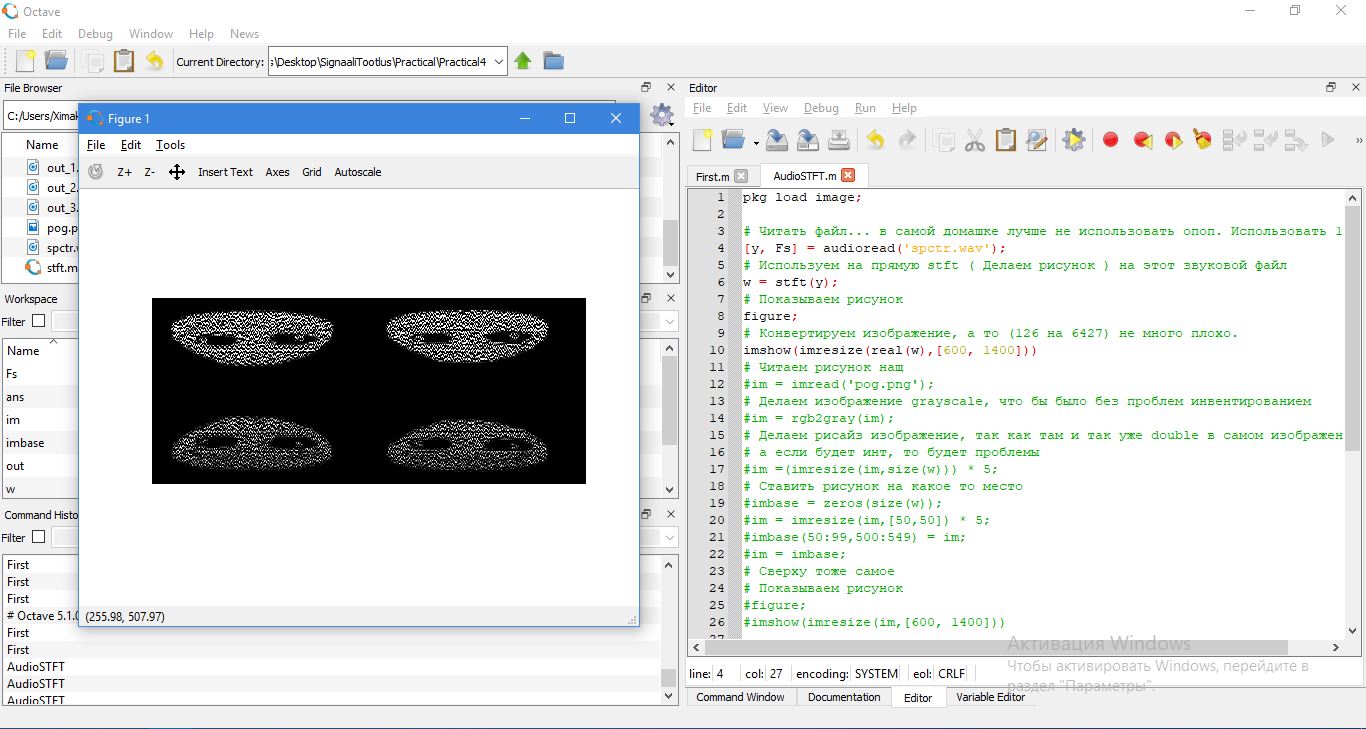 Octave
File Edit Debug Window Help News
Current Directory: s\Desktop\SignaaliTootlus\Practical\Practical4
File Browser
C:/Users/Ximak
Name
out_1.
out_2.
out_3.
pog.p
spctr.
stft.m
Workspace
Filter
Name
Fs
ans
im
imbase
out
w
Command Histo
Filter
First
First
First
# Octave 5.1.0
First
First
AudioSTFT
AudioSTFT
AudioSTFT
Figure 1
File Edit Tools
Z+ Z- Insert Text Axes Grid Autoscale
(255.98, 507.97)
Editor
File Edit View Debug Run Help
First.m AudioSTFT.m
1 pkg load image;
2
3 # Читать файл... в самой домашке лучше не использовать опоп. Использовать 1
4 [y, Fs] = audioread('spctr.wav');
5 # Используем на прямую stft ( Делаем рисунок ) на этот звуковой файл
6 w = stft(y);
7 # Показываем рисунок
8 figure;
9 # Конвертируем изображение, а то (126 на 6427) не много плохо.
10 imshow(imresize(real(w),[600, 1400]))
11 # Читаем рисунок наш
12 #im = imread('pog.png');
13 # Делаем изображение grayscale, что бы было без проблем инвентированием
14 #im = rgb2gray(im);
15 # Делаем рисайз изображение, так как там и так уже double в самом изображен
16 # а если будет инт, то будет проблемы
17 #im =(imresize(im,size(w))) * 5;
18 # Ставить рисунок на какое то место
19 #imbase = zeros(size(w));
20 #im = imresize(im,[50,50]) * 5;
21 #imbase(50:99,500:549) = im;
22 #im = imbase;
23 # Сверху тоже самое
24 # Показываем рисунок
25 #figure;
26 #imshow(imresize(im,[600, 1400]))
27
Активация Windows
Чтобы активировать Windows, перейдите в
раздел "Параметры".
line: 4 col: 27 encoding: SYSTEM eol: CRLF
Command Window Documentation Editor Variable Editor